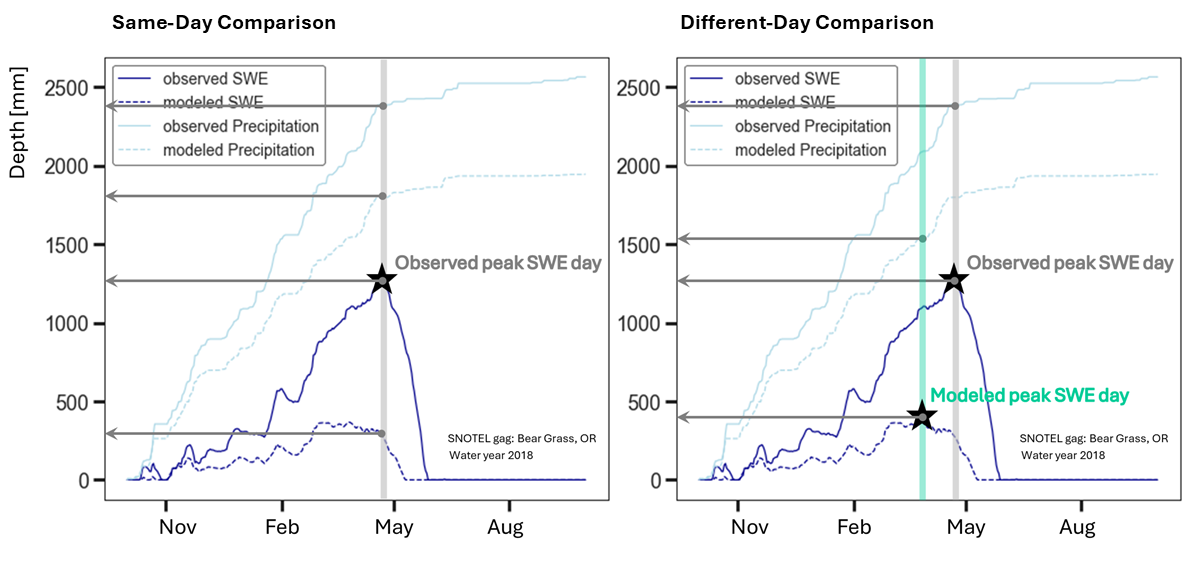 Same-Day Comparison
Depth [mm]
2500
2000
1500
1000
500
0
observed SWE
modeled SWE
observed Precipitation
modeled Precipitation
Observed peak SWE day
SNOTEL gag: Bear Grass, OR
Water year 2018
Nov
Feb
May
Aug
Different-Day Comparison
2500
2000
1500
1000
500
0
observed SWE
modeled SWE
observed Precipitation
modeled Precipitation
Observed peak SWE day
Modeled peak SWE day
SNOTEL gag: Bear Grass, OR
Water year 2018
Nov
Feb
May
Aug